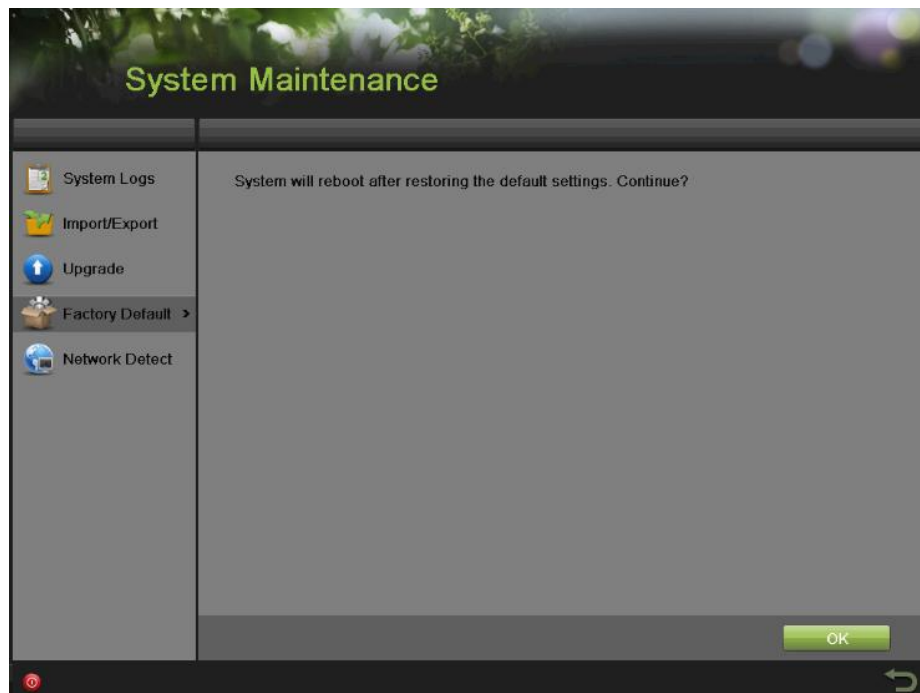 System Maintenance
System Logs
Import/Export
Upgrade
Factory Default >
Network Detect
System will reboot after restoring the default settings. Continue?
OK